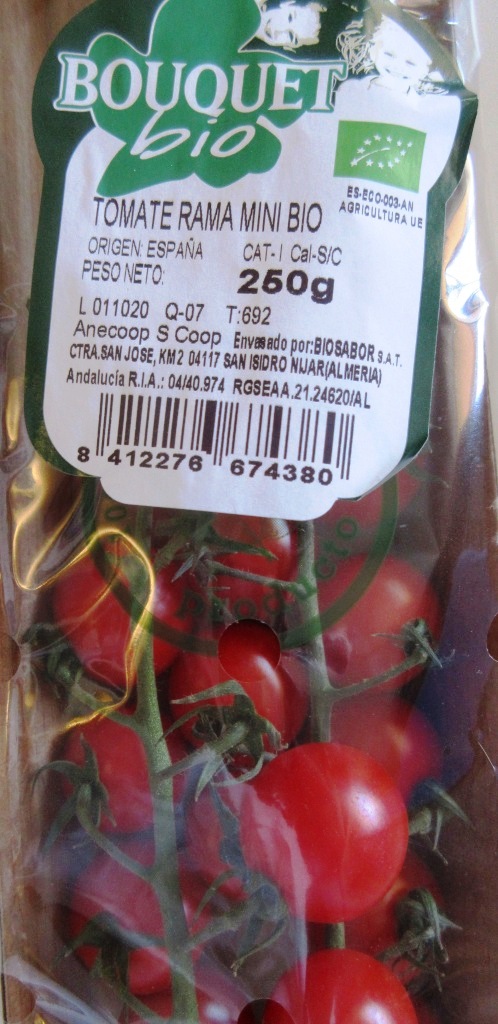 BOUQUET
bio
ES-ECO-003-AN
AGRICULTURA UE
TOMATE RAMA MINI BIO
ORIGEN: ESPAÑA CAT-I Cal-S/C
PESO NETO: 250g
L 011020 Q-07 T:692
Anecoop S Coop Envasado por:BIOSABOR S.A.T.
CTRA.SAN JOSE, KM2 04117 SAN ISIDRO NIJAR(ALMERIA)
Andalucía R.I.A.: 04/40.974 RGSEAA.21.24620/AL
8 412276 674380
producto